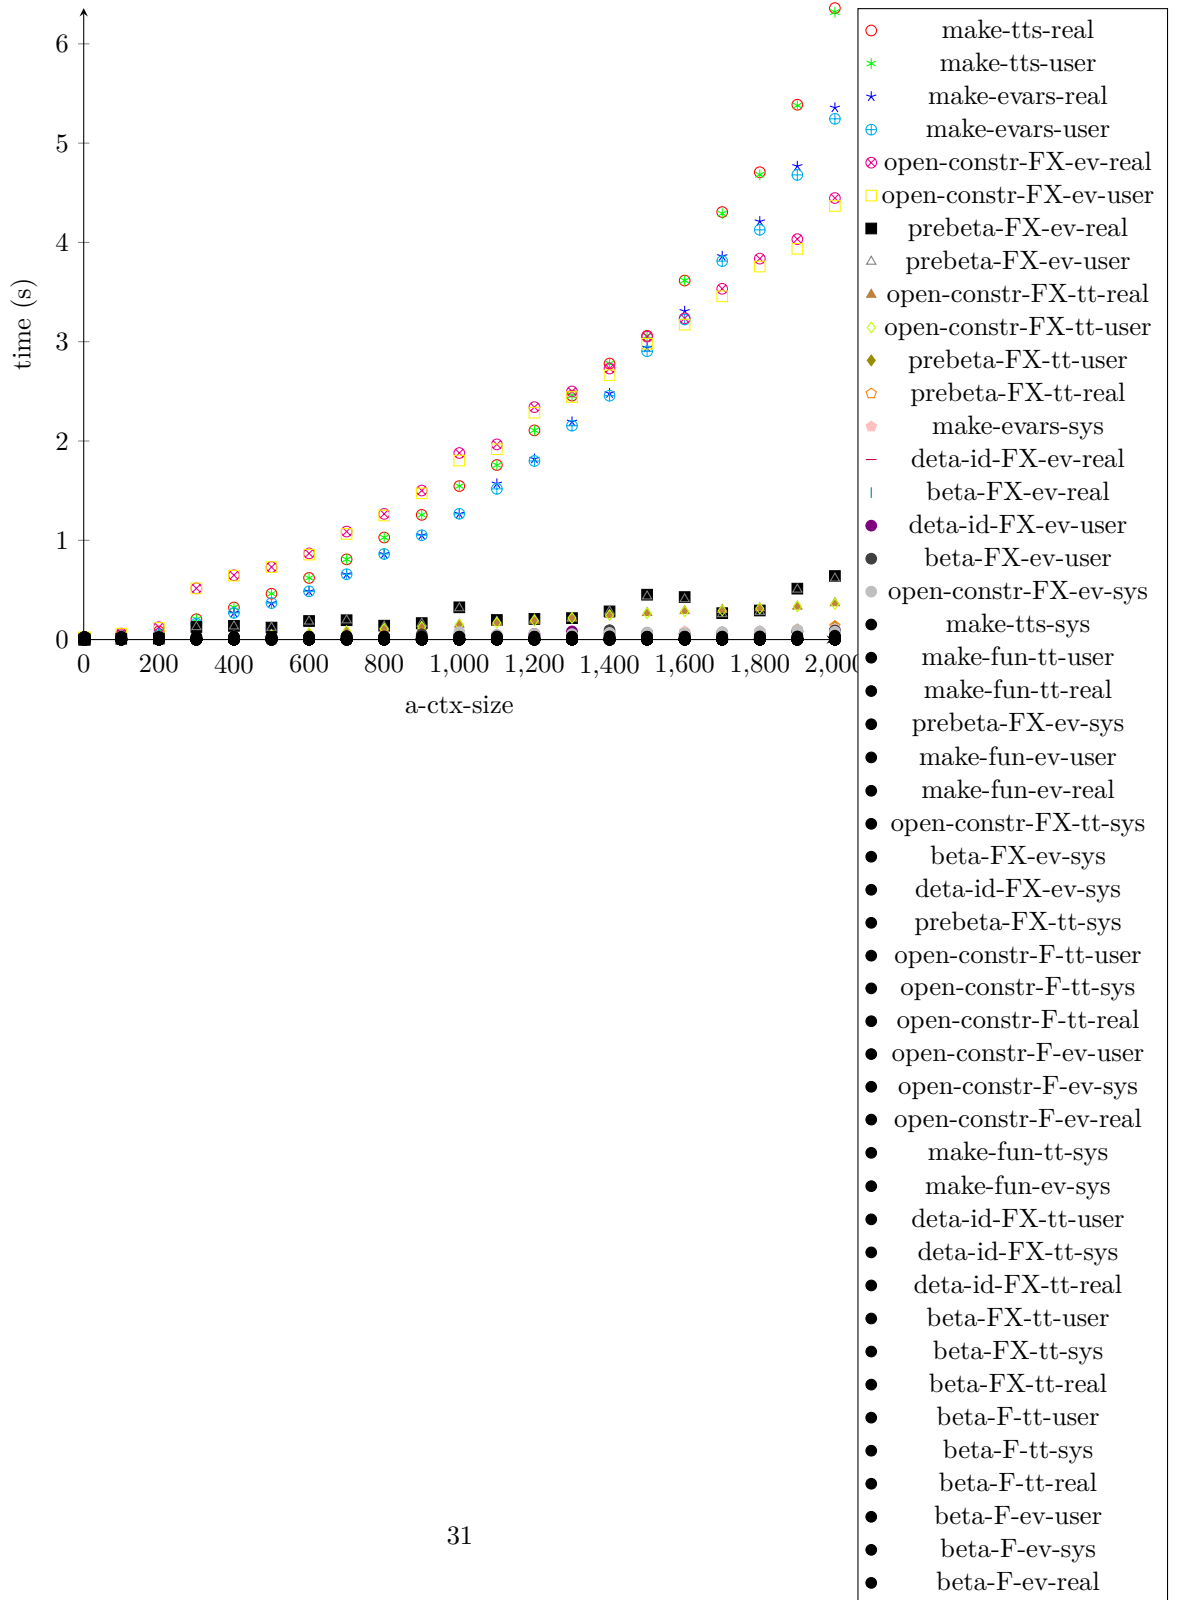 6
5
4
3
2
1
0
time (s)
0 200 400 600 800 1,000 1,200 1,400 1,600 1,800 2,000
a-ctx-size
make-tts-real
make-tts-user
make-evars-real
make-evars-user
open-constr-FX-ev-real
open-constr-FX-ev-user
prebeta-FX-ev-real
prebeta-FX-ev-user
open-constr-FX-tt-real
open-constr-FX-tt-user
prebeta-FX-tt-user
prebeta-FX-tt-real
make-evars-sys
deta-id-FX-ev-real
beta-FX-ev-real
deta-id-FX-ev-user
beta-FX-ev-user
open-constr-FX-ev-sys
make-tts-sys
make-fun-tt-user
make-fun-tt-real
prebeta-FX-ev-sys
make-fun-ev-user
make-fun-ev-real
open-constr-FX-tt-sys
beta-FX-ev-sys
deta-id-FX-ev-sys
prebeta-FX-tt-sys
open-constr-F-tt-user
open-constr-F-tt-sys
open-constr-F-tt-real
open-constr-F-ev-user
open-constr-F-ev-sys
open-constr-F-ev-real
make-fun-tt-sys
make-fun-ev-sys
deta-id-FX-tt-user
deta-id-FX-tt-sys
deta-id-FX-tt-real
beta-FX-tt-user
beta-FX-tt-sys
beta-FX-tt-real
beta-F-tt-user
beta-F-tt-sys
beta-F-tt-real
beta-F-ev-user
beta-F-ev-sys
beta-F-ev-real
31